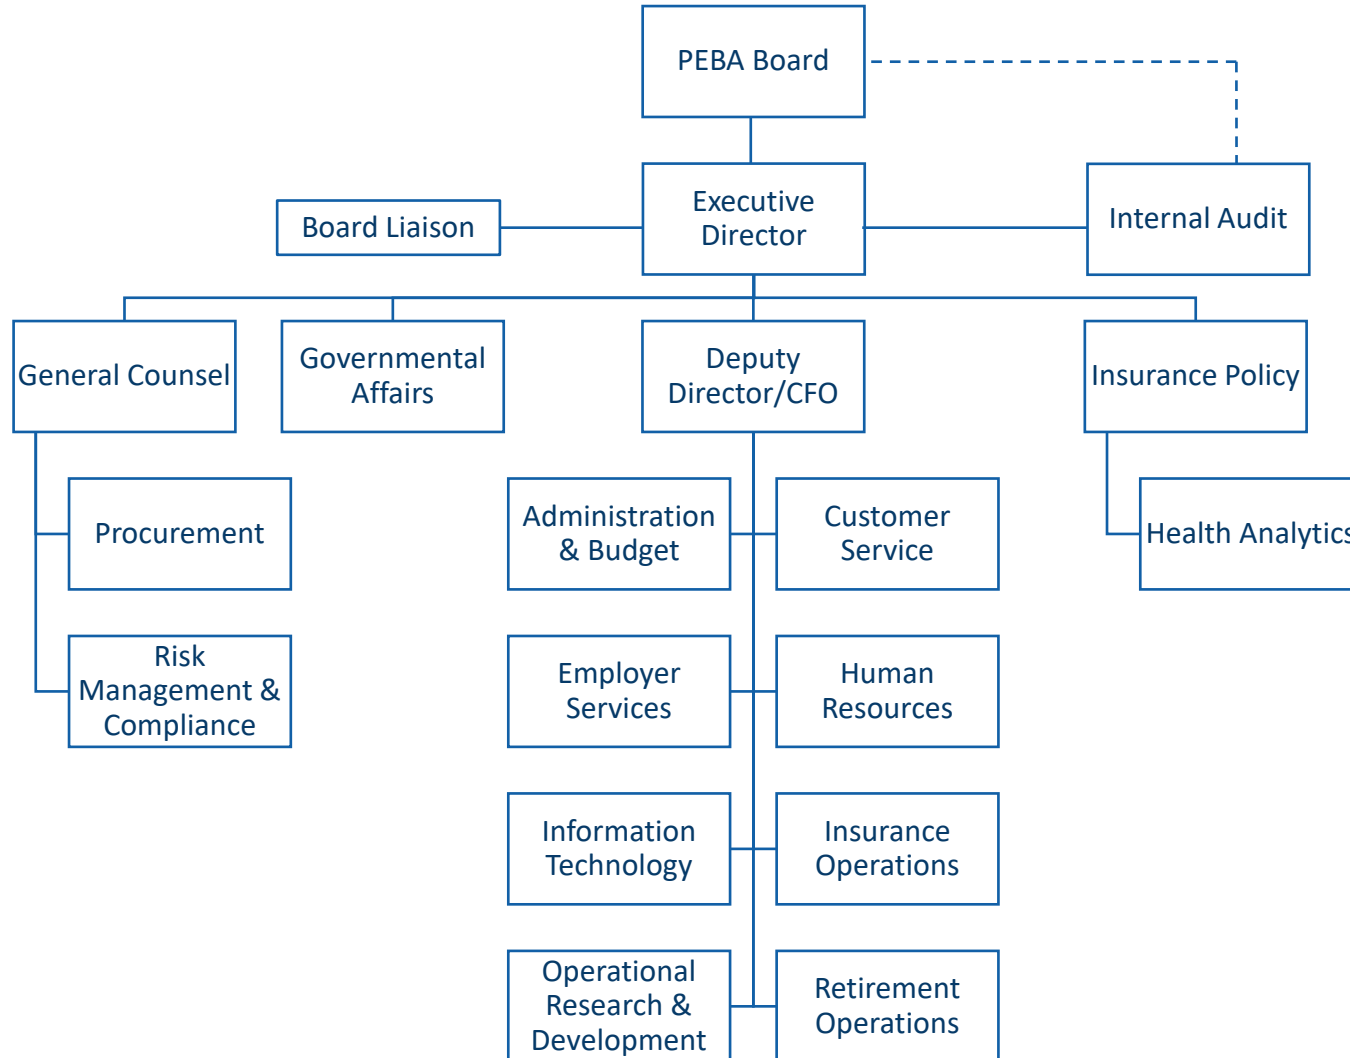 PEBA Board
Executive
Director
Board Liaison
Internal Audit
General Counsel
Governmental
Affairs
Deputy
Director/CFO
Insurance Policy
Procurement
Administration
& Budget
Customer
Service
Health Analytics
Risk
Management &
Compliance
Employer
Services
Human
Resources
Information
Technology
Insurance
Operations
Operational
Research &
Development
Retirement
Operations